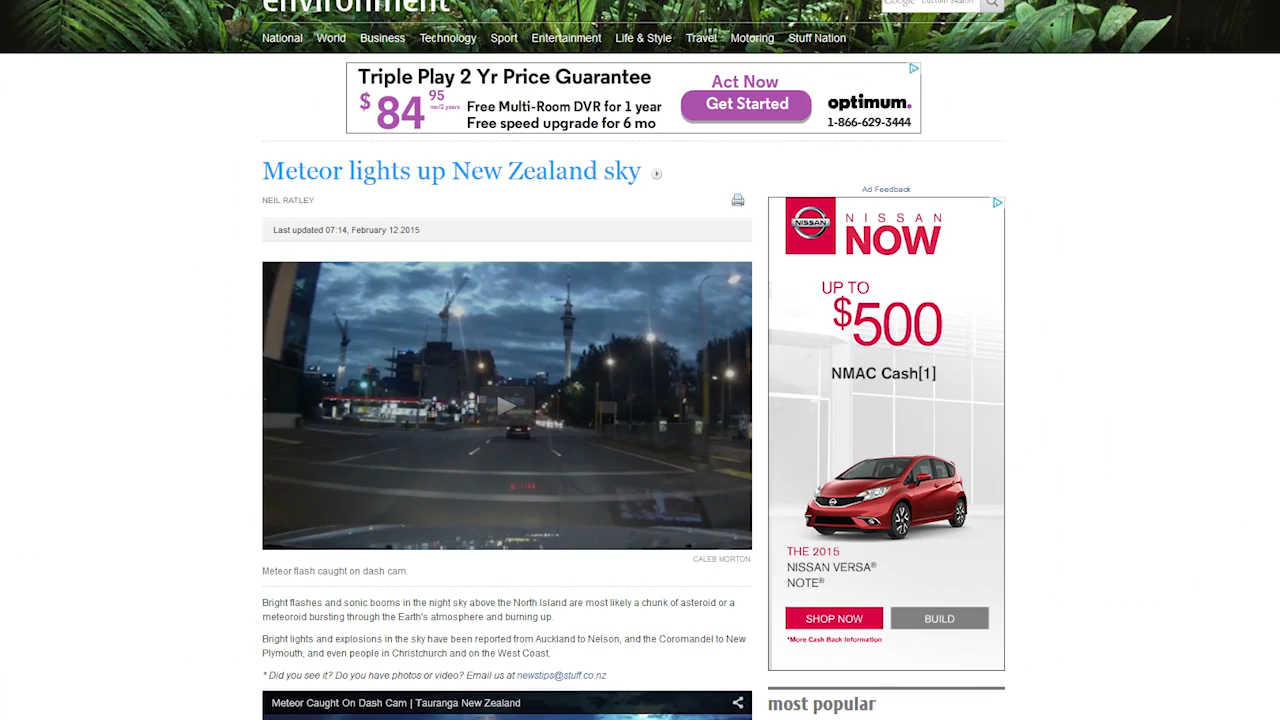 environment
Google Custom Search
National World Business Technology Sport Entertainment Life & Style Travel Motoring Stuff Nation
Triple Play 2 Yr Price Guarantee
$84 95 mo/2 years
Free Multi-Room DVR for 1 year
Free speed upgrade for 6 mo
Act Now
Get Started
optimum.
1-866-629-3444
Meteor lights up New Zealand sky
NEIL RATLEY
Last updated 07:14, February 12 2015
CALEB MORTON
Meteor flash caught on dash cam.
Bright flashes and sonic booms in the night sky above the North Island are most likely a chunk of asteroid or a
meteoroid bursting through the Earth's atmosphere and burning up.
Bright lights and explosions in the sky have been reported from Auckland to Nelson, and the Coromandel to New
Plymouth, and even people in Christchurch and on the West Coast.
* Did you see it? Do you have photos or video? Email us at newstips@stuff.co.nz
Meteor Caught On Dash Cam | Tauranga New Zealand
Ad Feedback
NISSAN
NISSAN
NOW
UP TO
$500
NMAC Cash[1]
THE 2015
NISSAN VERSA®
NOTE®
SHOP NOW
BUILD
*More Cash Back Information
most popular